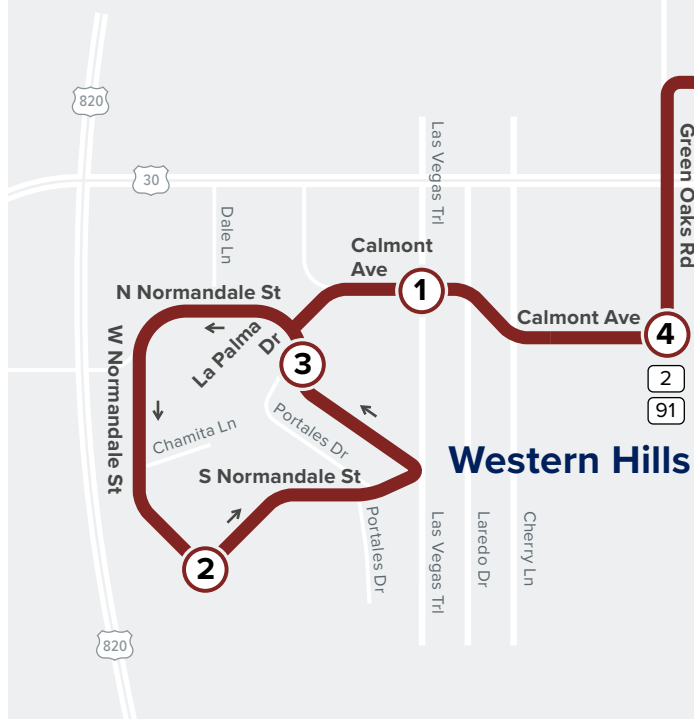 820
30
Las Vegas Trl
Green Oaks Rd
Dale Ln
Calmont
Ave
1
N Normandale St
Calmont Ave
4
La Palma
Dr
3
2
91
W Normandale St
Portales Dr
Chamita Ln
Western Hills
S Normandale St
Portales Dr
Las Vegas Trl
Laredo Dr
Cherry Ln
2
820